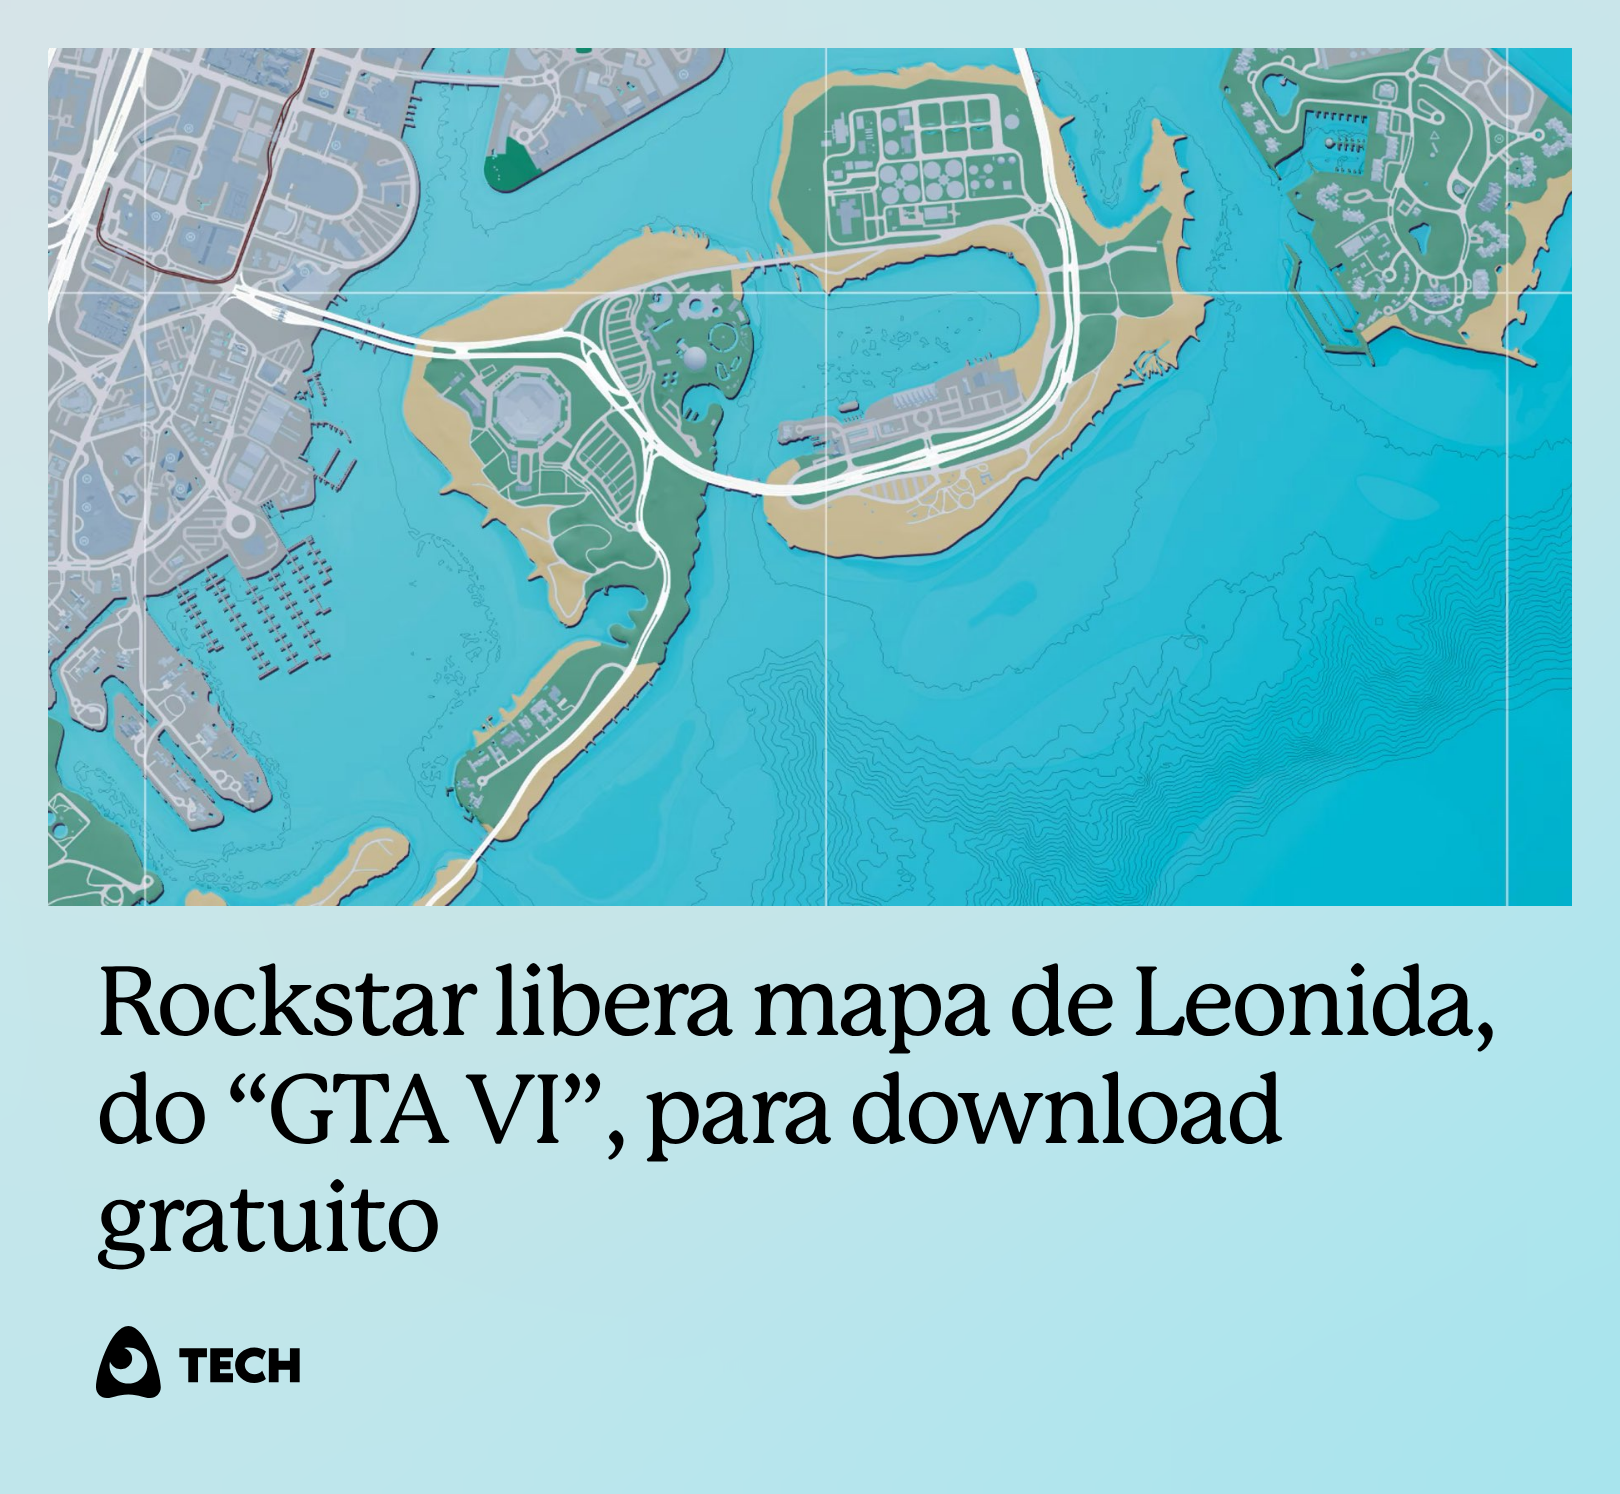 Rockstar libera mapa de Leonida,
do “GTA VI”, para download
gratuito
TECH